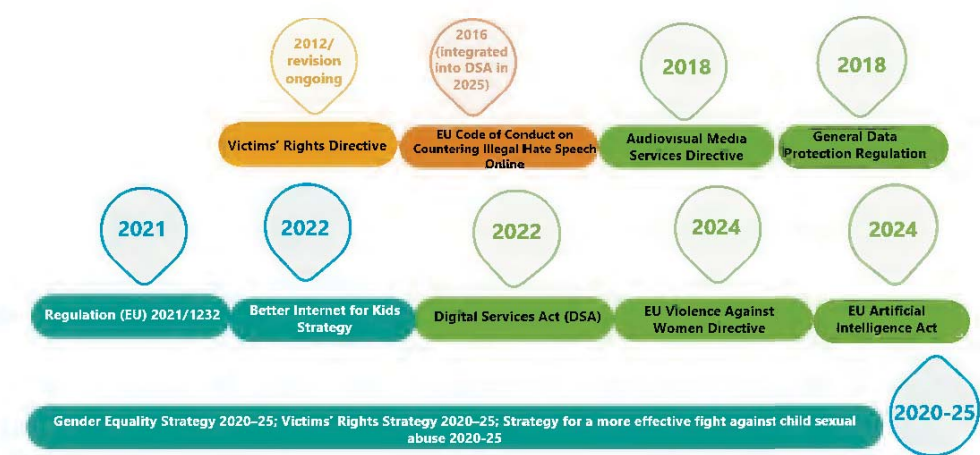 2012/
revision
ongoing
2016
(integrated
into DSA in
2025)
2018
2018
Victims' Rights Directive
EU Code of Conduct on
Countering Illegal Hate Speech
Online
Audiovisual Media
Services Directive
General Data
Protection Regulation
2021
2022
2022
2024
2024
Regulation (EU) 2021/1232
Better Internet for Kids
Strategy
Digital Services Act (DSA)
EU Violence Against
Women Directive
EU Artificial
Intelligence Act
Gender Equality Strategy 2020–25; Victims' Rights Strategy 2020–25; Strategy for a more effective fight against child sexual
abuse 2020-25
2020-25